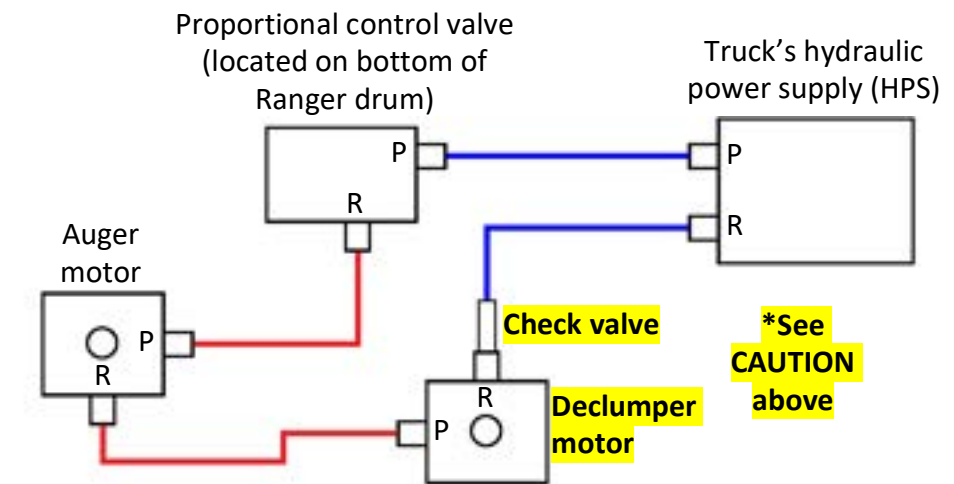 Proportional control valve
(located on bottom of
Ranger drum)
Truck’s hydraulic
power supply (HPS)
P
P
R
R
Auger
motor
P
R
Check valve
*See
CAUTION
above
R
P
Declumper
motor